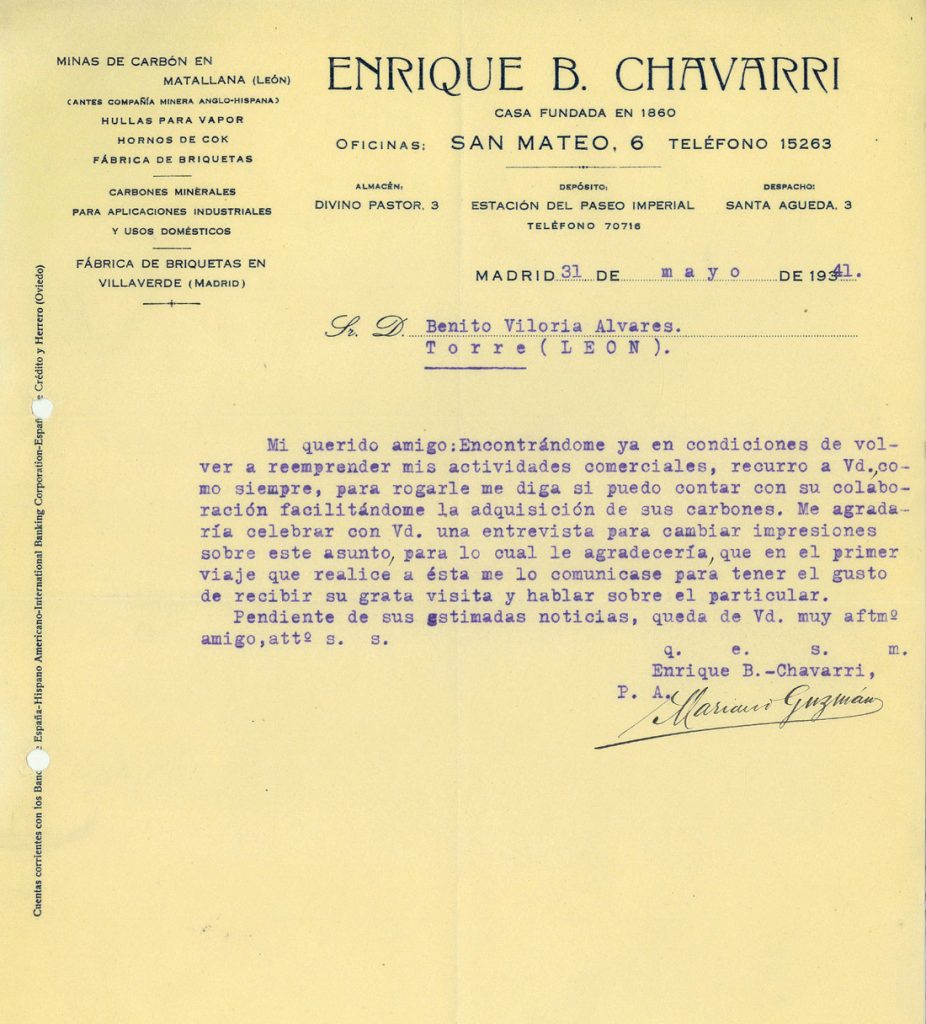 MINAS DE CARBÓN EN
MATALLANA (LEÓN)
(ANTES COMPAÑÍA MINERA ANGLO-HISPANA)
HULLAS PARA VAPOR
HORNOS DE COK
FÁBRICA DE BRIQUETAS
CARBONES MINERALES
PARA APLICACIONES INDUSTRIALES
Y USOS DOMÉSTICOS
FÁBRICA DE BRIQUETAS EN
VILLAVERDE (MADRID)
ENRIQUE B. CHAVARRI
CASA FUNDADA EN 1860
OFICINAS: SAN MATEO, 6 TELÉFONO 15263
ALMACÉN:
DIVINO PASTOR, 3
DEPÓSITO:
ESTACIÓN DEL PASEO IMPERIAL
TELÉFONO 70716
DESPACHO:
SANTA AGUEDA, 3
MADRID 31 DE mayo DE 1941.
Sr. D. Benito Viloria Alvares.
Torre (LEON).
Mi querido amigo:Encontrándome ya en condiciones de vol-
ver a reemprender mis actividades comerciales, recurro a Vd.,co-
mo siempre, para rogarle me diga si puedo contar con su colabo-
ración facilitándome la adquisición de sus carbones. Me agrada-
ría celebrar con Vd. una entrevista para cambiar impresiones
sobre este asunto, para lo cual le agradecería, que en el primer
viaje que realice a ésta me lo comunicase para tener el gusto
de recibir su grata visita y hablar sobre el particular.
Pendiente de sus estimadas noticias, queda de Vd. muy aftmº
amigo,attº s. s.
q. e. s. m.
Enrique B.-Chavarri,
P. A.
Mariano Guzmán
Cuentas corrientes con los Banc e España-Hispano Americano-International Banking Corporation-Españ e Crédito y Herrero (Oviedo)